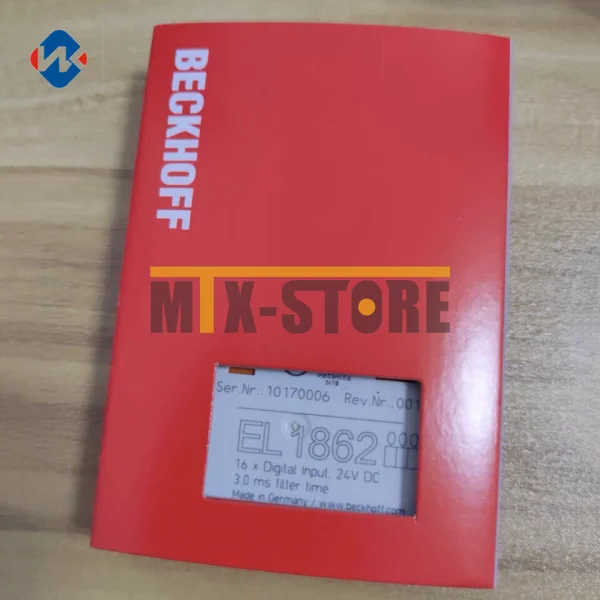 BECKHOFF
MTX-STORE
Ser.Nr.: 10170006 Rev.Nr.:001
EL 1862
000
16 x Digital Input, 24V DC
3.0 ms filter time
Made in Germany / www.beckhoff.com